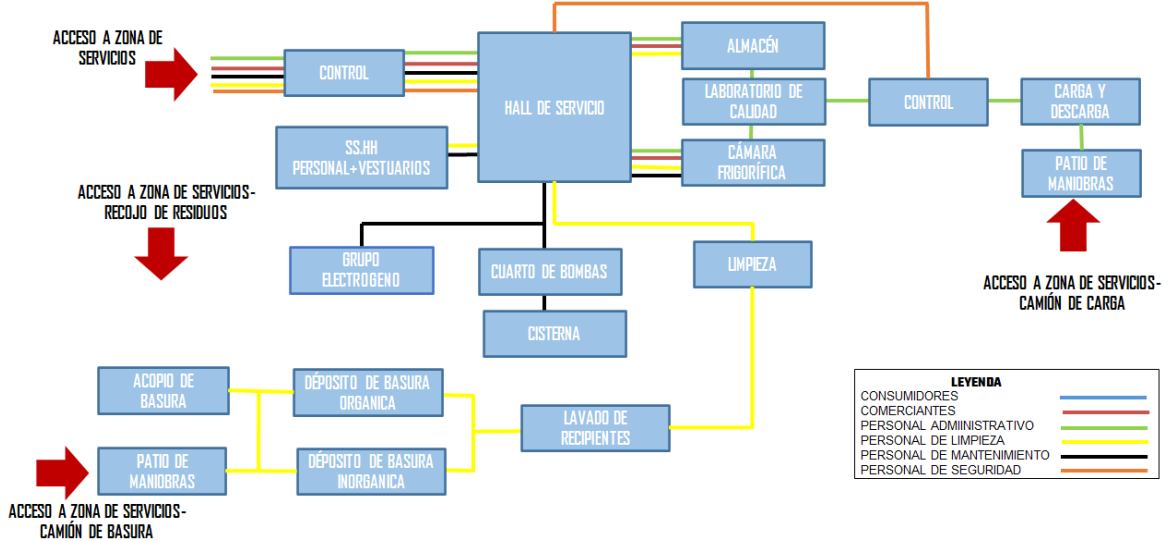 ACCESO A ZONA DE
SERVICIOS
CONTROL
HALL DE SERVICIO
ALMACÉN
LABORATORIO DE
CALIDAD
CONTROL
CARGA Y
DESCARGA
SS.HH
PERSONAL+VESTUARIOS
CÁMARA
FRIGORÍFICA
PATIO DE
MANIOBRAS
ACCESO A ZONA DE SERVICIOS-
RECOJO DE RESIDUOS
GRUPO
ELECTROGENO
CUARTO DE BOMBAS
LIMPIEZA
ACCESO A ZONA DE SERVICIOS-
CAMIÓN DE CARGA
CISTERNA
ACOPIO DE
BASURA
DÉPOSITO DE BASURA
ORGANICA
LAVADO DE
RECIPIENTES
PATIO DE
MANIOBRAS
DÉPOSITO DE BASURA
INORGANICA
ACCESO A ZONA DE SERVICIOS-
CAMIÓN DE BASURA
LEYENDA
CONSUMIDORES
COMERCIANTES
PERSONAL ADMINISTRATIVO
PERSONAL DE LIMPIEZA
PERSONAL DE MANTENIMIENTO
PERSONAL DE SEGURIDAD